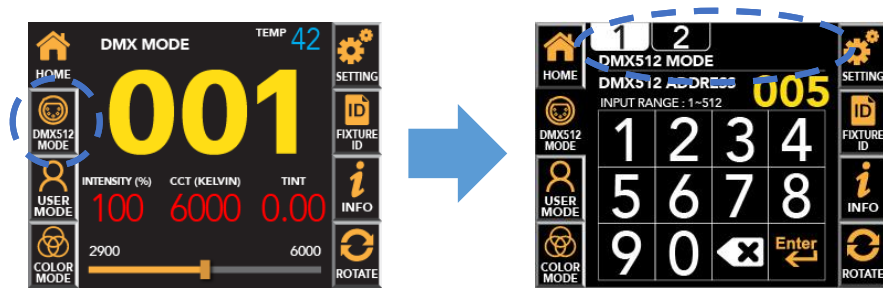 HOME
DMX MODE
TEMP 42
SETTING
DMX512
MODE
001
ID
FIXTURE
ID
USER
MODE
INTENSITY (%)
CCT (KELVIN)
TINT
100
6000
0.00
i
INFO
COLOR
MODE
2900
6000
ROTATE
HOME
1
2
DMX512 MODE
SETTING
DMX512
MODE
DMX512 ADDRESS
INPUT RANGE : 1~512
005
ID
FIXTURE
ID
1 2 3 4
USER
MODE
5 6 7 8
i
INFO
COLOR
MODE
9 0
Enter
ROTATE